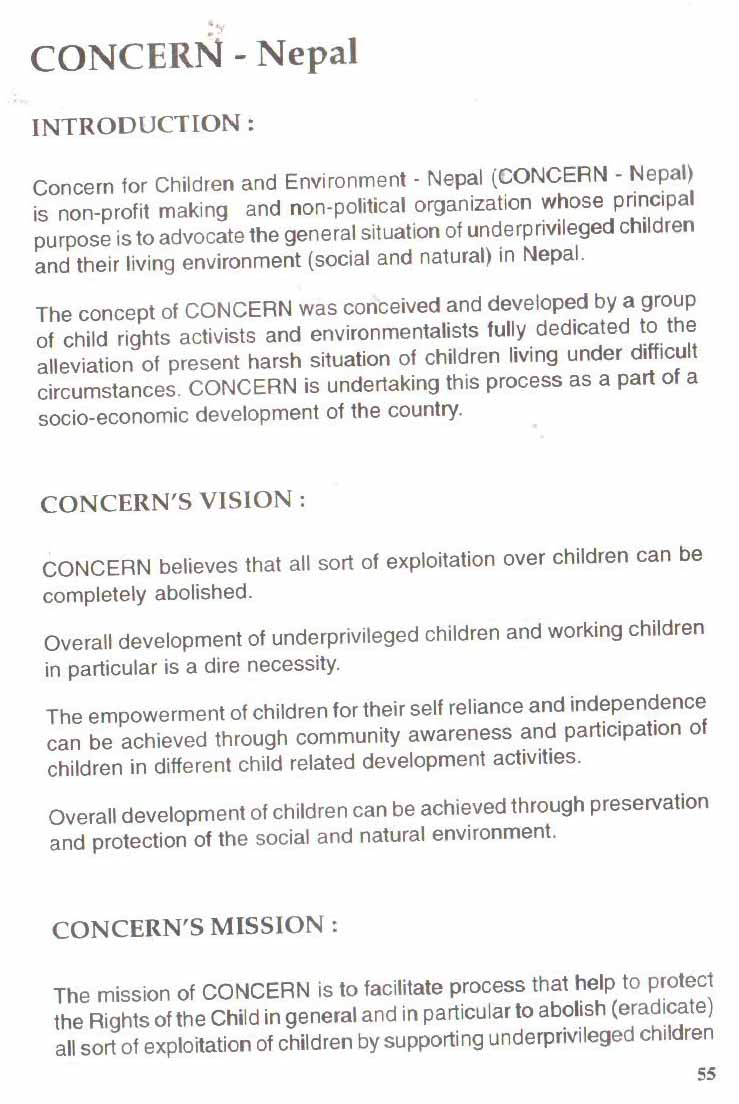 CONCERN - Nepal
INTRODUCTION :
Concern for Children and Environment - Nepal (CONCERN - Nepal)
is non-profit making and non-political organization whose principal
purpose is to advocate the general situation of underprivileged children
and their living environment (social and natural) in Nepal.
The concept of CONCERN was conceived and developed by a group
of child rights activists and environmentalists fully dedicated to the
alleviation of present harsh situation of children living under difficult
circumstances. CONCERN is undertaking this process as a part of a
socio-economic development of the country.
CONCERN'S VISION :
CONCERN believes that all sort of exploitation over children can be
completely abolished.
Overall development of underprivileged children and working children
in particular is a dire necessity.
The empowerment of children for their self reliance and independence
can be achieved through community awareness and participation of
children in different child related development activities.
Overall development of children can be achieved through preservation
and protection of the social and natural environment.
CONCERN'S MISSION :
The mission of CONCERN is to facilitate process that help to protect
the Rights of the Child in general and in particular to abolish (eradicate)
all sort of exploitation of children by supporting underprivileged children
55